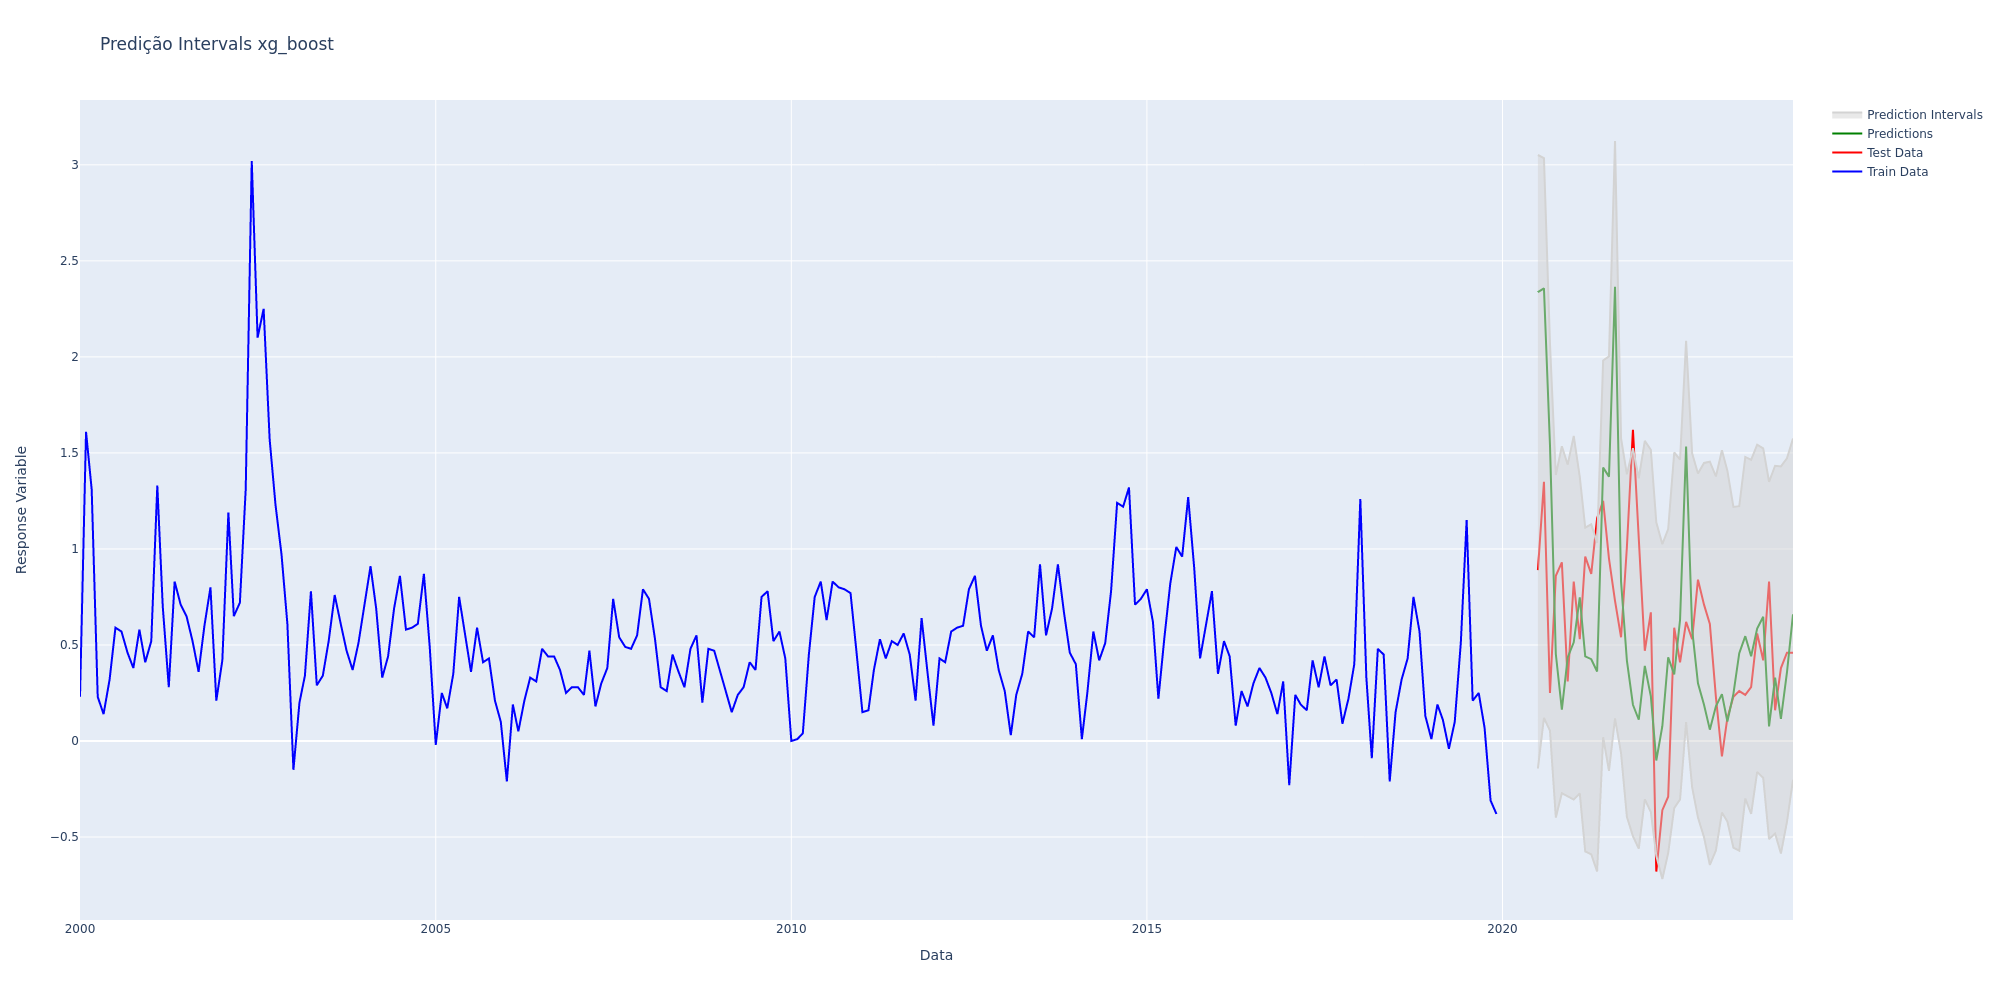 Predição Intervals xg_boost
Prediction Intervals
Predictions
Test Data
Train Data
Response Variable
3
2.5
2
1.5
1
0.5
0
−0.5
2000
2005
2010
2015
2020
Data